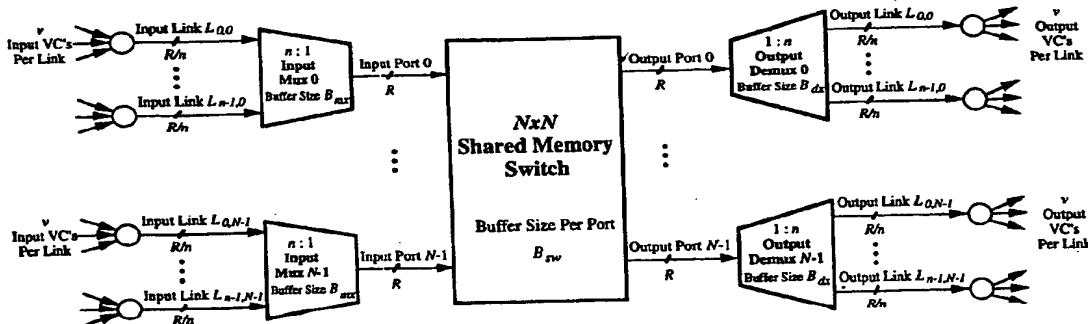 v
Input VC's
Per Link
Input Link L0,0
R/n
Input Link Ln-1,0
R/n
n : 1
Input
Mux 0
Buffer Size Bmx
Input Port 0
R
v
Input VC's
Per Link
Input Link L0,N-1
R/n
Input Link Ln-1,N-1
R/n
n : 1
Input
Mux N-1
Buffer Size Bmx
Input Port N-1
R
NxN
Shared Memory
Switch
Buffer Size Per Port
Bsw
Output Port 0
R
1 : n
Output
Demux 0
Buffer Size Bdx
Output Link L0,0
R/n
Output Link Ln-1,0
R/n
v
Output
VC's
Per Link
Output Port N-1
R
1 : n
Output
Demux N-1
Buffer Size Bdx
Output Link L0,N-1
R/n
Output Link Ln-1,N-1
R/n
v
Output
VC's
Per Link